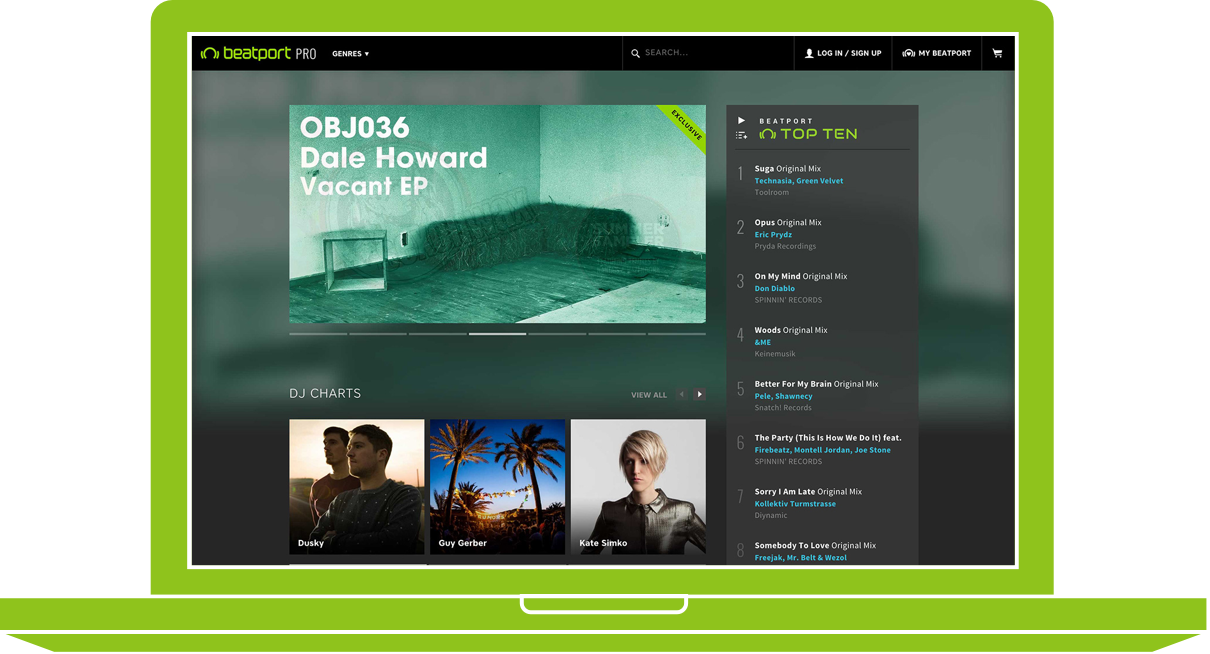 beatport PRO
GENRES ▾
SEARCH...
LOG IN / SIGN UP
MY BEATPORT
OBJ036
Dale Howard
Vacant EP
EXCLUSIVE
DJ CHARTS
VIEW ALL
Dusky
RUMORS
Guy Gerber
Kate Simko
BEATPORT
TOP TEN
1
Suga Original Mix
Technasia, Green Velvet
Toolroom
2
Opus Original Mix
Eric Prydz
Pryda Recordings
3
On My Mind Original Mix
Don Diablo
SPINNIN' RECORDS
4
Woods Original Mix
&ME
Keinemusik
5
Better For My Brain Original Mix
Pele, Shawnecy
Snatch! Records
6
The Party (This Is How We Do It) feat.
Firebeatz, Montell Jordan, Joe Stone
SPINNIN' RECORDS
7
Sorry I Am Late Original Mix
Kollektiv Turmstrasse
Diynamic
8
Somebody To Love Original Mix
Freejak, Mr. Belt & Wezol